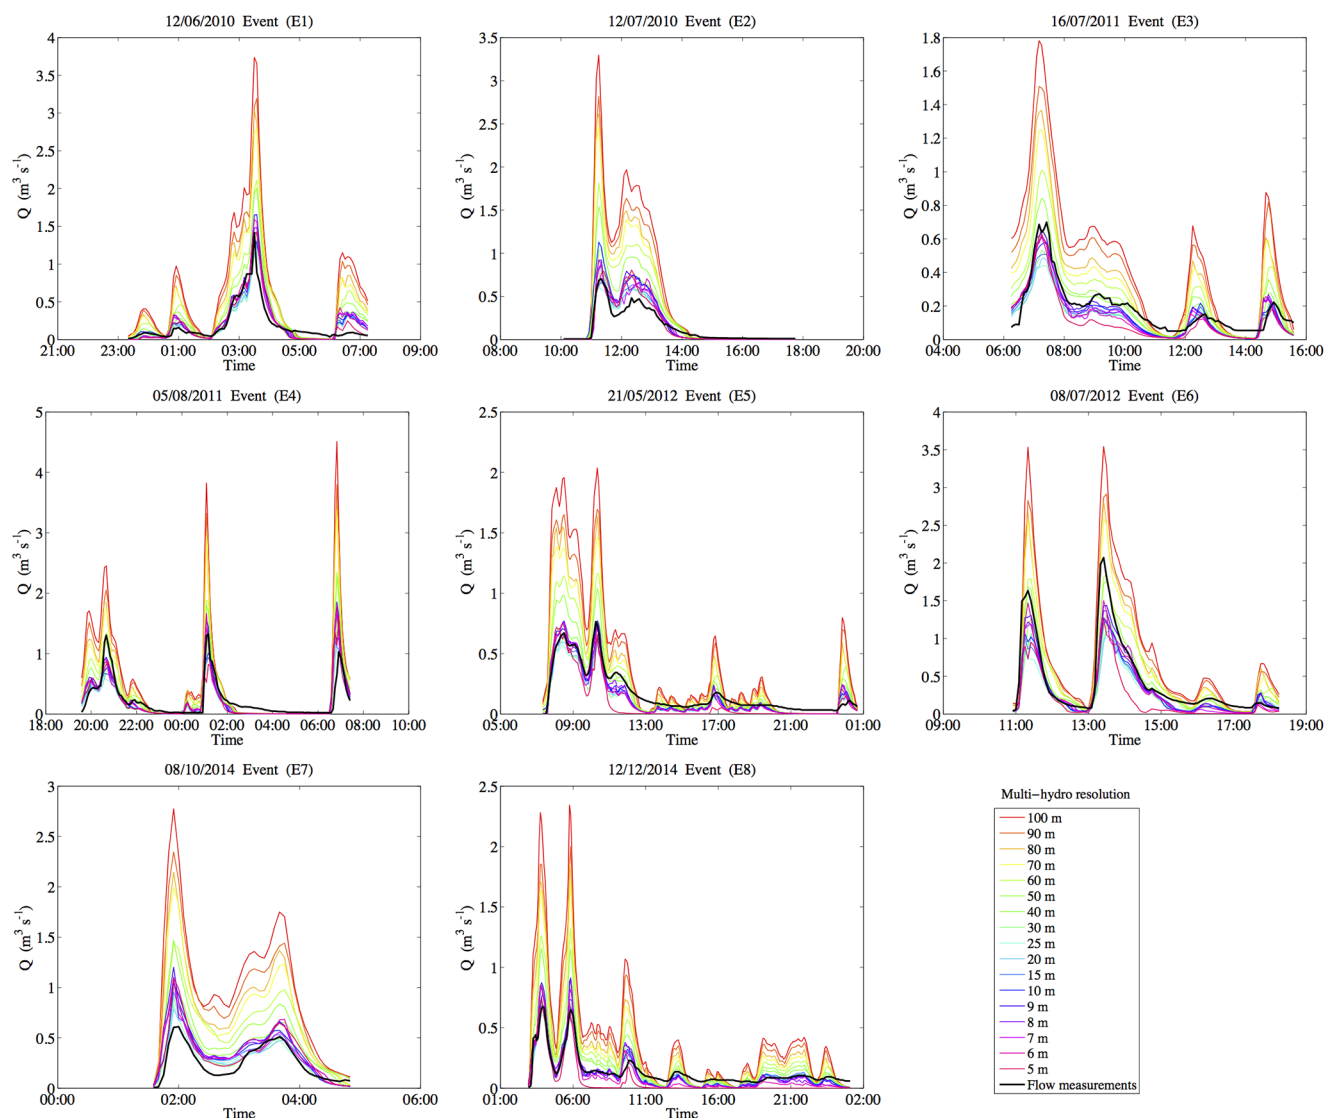 12/06/2010 Event (E1)
4
3.5
3
2.5
2
1.5
1
0.5
0
Q (m³ s⁻¹)
21:00 23:00 01:00 03:00 05:00 07:00 09:00
Time
12/07/2010 Event (E2)
3.5
3
2.5
2
1.5
1
0.5
0
Q (m³ s⁻¹)
08:00 10:00 12:00 14:00 16:00 18:00 20:00
Time
16/07/2011 Event (E3)
1.8
1.6
1.4
1.2
1
0.8
0.6
0.4
0.2
0
Q (m³ s⁻¹)
04:00 06:00 08:00 10:00 12:00 14:00 16:00
Time
05/08/2011 Event (E4)
5
4
3
2
1
0
Q (m³ s⁻¹)
18:00 20:00 22:00 00:00 02:00 04:00 06:00 08:00 10:00
Time
21/05/2012 Event (E5)
2.5
2
1.5
1
0.5
0
Q (m³ s⁻¹)
05:00 09:00 13:00 17:00 21:00 01:00
Time
08/07/2012 Event (E6)
4
3.5
3
2.5
2
1.5
1
0.5
0
Q (m³ s⁻¹)
09:00 11:00 13:00 15:00 17:00 19:00
Time
08/10/2014 Event (E7)
3
2.5
2
1.5
1
0.5
0
Q (m³ s⁻¹)
00:00 02:00 04:00 06:00
Time
12/12/2014 Event (E8)
2.5
2
1.5
1
0.5
0
Q (m³ s⁻¹)
01:00 06:00 11:00 16:00 21:00 02:00
Time
Multi−hydro resolution
100 m
90 m
80 m
70 m
60 m
50 m
40 m
30 m
25 m
20 m
15 m
10 m
9 m
8 m
7 m
6 m
5 m
Flow measurements